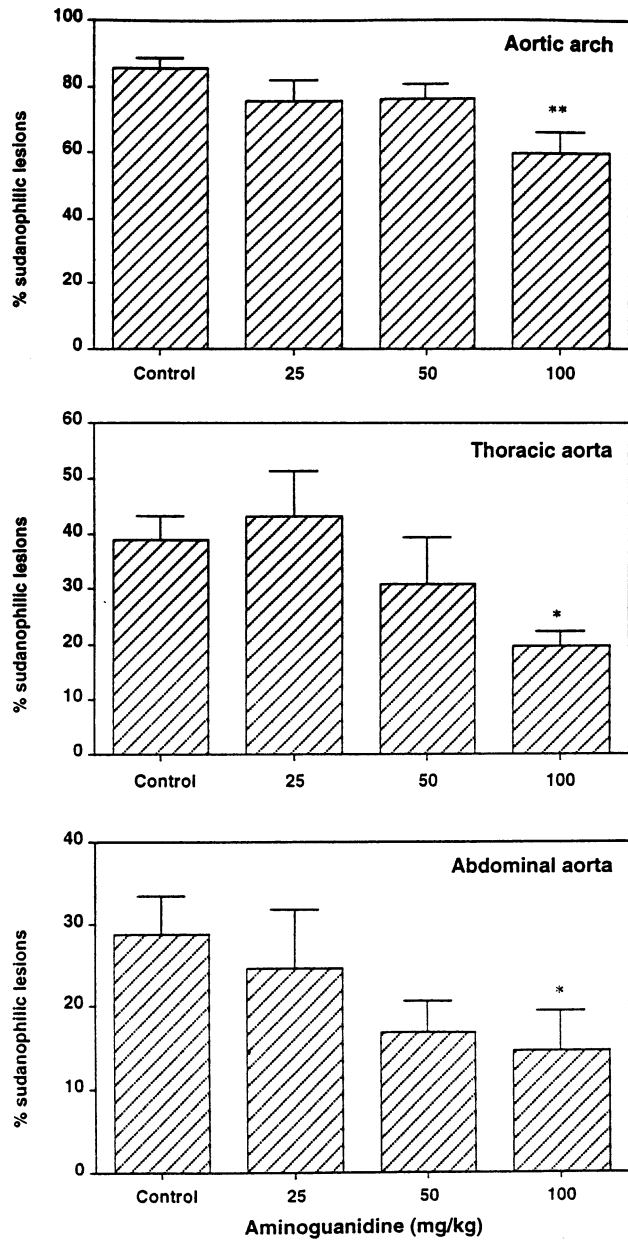 Aortic arch
% sudanophilic lesions
100
80
60
40
20
0
**
Control 25 50 100
Thoracic aorta
% sudanophilic lesions
60
50
40
30
20
10
0
*
Control 25 50 100
Abdominal aorta
% sudanophilic lesions
40
30
20
10
0
*
Control 25 50 100
Aminoguanidine (mg/kg)